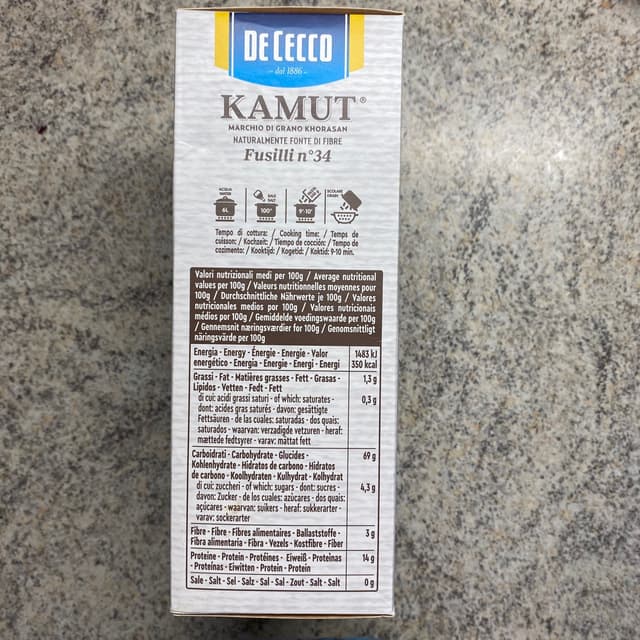 DE CECCO
dal 1886
KAMUT®
MARCHIO DI GRANO KHORASAN
NATURALMENTE FONTE DI FIBRE
Fusilli n°34
ACQUA
WATER
6L
SALE
SALT
100°
9'-10'
SCOLARE
DRAIN
Tempo di cottura: / Cooking time: / Temps de
cuisson: / Kochzeit: / Tiempo de cocción: / Tempo de
cozimento: / Kooktijd: / Kogetid: / Koktid: 9-10 min.
Valori nutrizionali medi per 100g / Average nutritional
values per 100g / Valeurs nutritionnelles moyennes pour
100g / Durchschnittliche Nährwerte je 100g / Valores
nutricionales medios por 100g / Valores nutricionais
médios por 100g / Gemiddelde voedingswaarde per 100g
/ Gennemsnit næringsværdier for 100g / Genomsnittligt
näringsvärde per 100g
Energia - Energy - Énergie - Energie - Valor 1483 kJ
energético - Energia - Energie - Energi - Energi 350 kcal
Grassi - Fat - Matières grasses - Fett - Grasas - 1,3 g
Lípidos - Vetten - Fedt - Fett
di cui: acidi grassi saturi - of which: saturates - 0,3 g
dont: acides gras saturés - davon: gesättigte
Fettsäuren - de las cuales: saturadas - dos quais:
saturados - waarvan: verzadigde vetzuren - heraf:
mættede fedtsyrer - varav: mättat fett
Carboidrati - Carbohydrate - Glucides - 69 g
Kohlenhydrate - Hidratos de carbono - Hidratos
de carbono - Koolhydraten - Kulhydrat - Kolhydrat
di cui: zuccheri - of which: sugars - dont: sucres - 4,3 g
davon: Zucker - de los cuales: azúcares - dos quais:
açúcares - waarvan: suikers - heraf: sukkerarter -
varav: sockerarter
Fibre - Fibre - Fibres alimentaires - Ballaststoffe - 3 g
Fibra alimentaria - Fibra - Vezels - Kostfibre - Fiber
Proteine - Protein - Protéines - Eiweiß - Proteínas 14 g
- Proteínas - Eiwitten - Protein - Protein
Sale - Salt - Sel - Salz - Sal - Sal - Zout - Salt - Salt 0 g